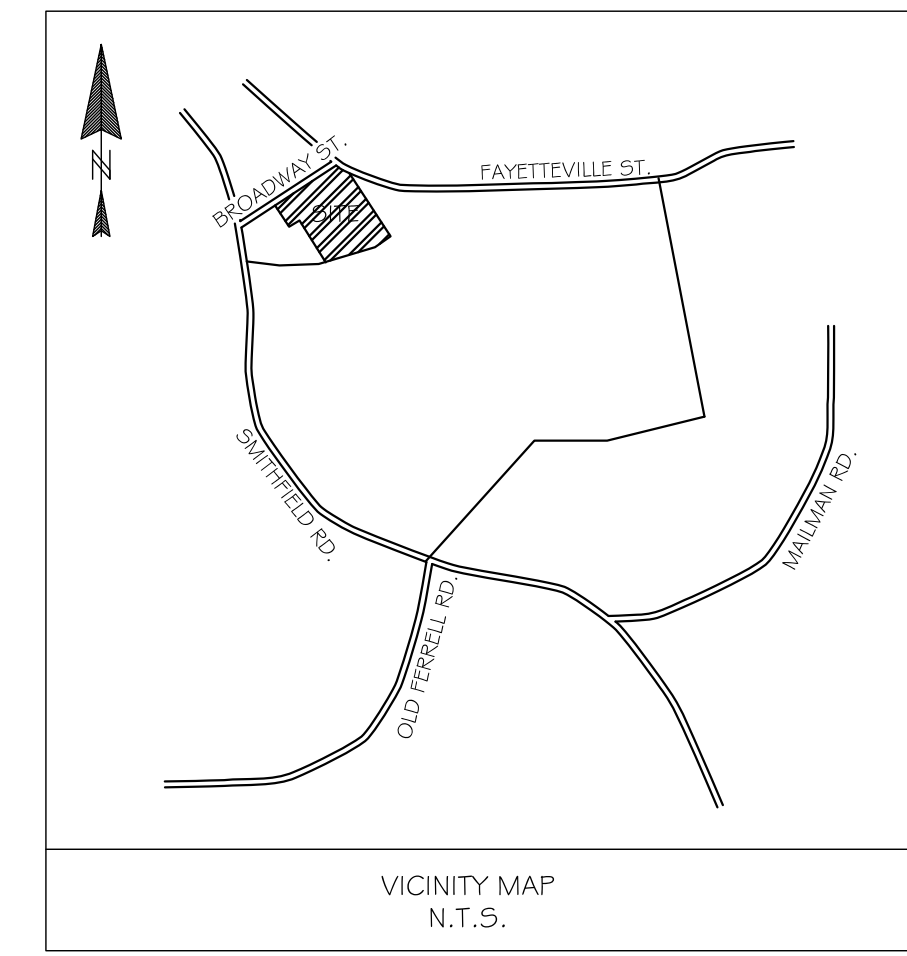 N
BROADWAY ST.
FAYETTEVILLE ST.
SITE
SMITHFIELD RD.
MAILMAN RD.
OLD FERRELL RD.
VICINITY MAP
N.T.S.